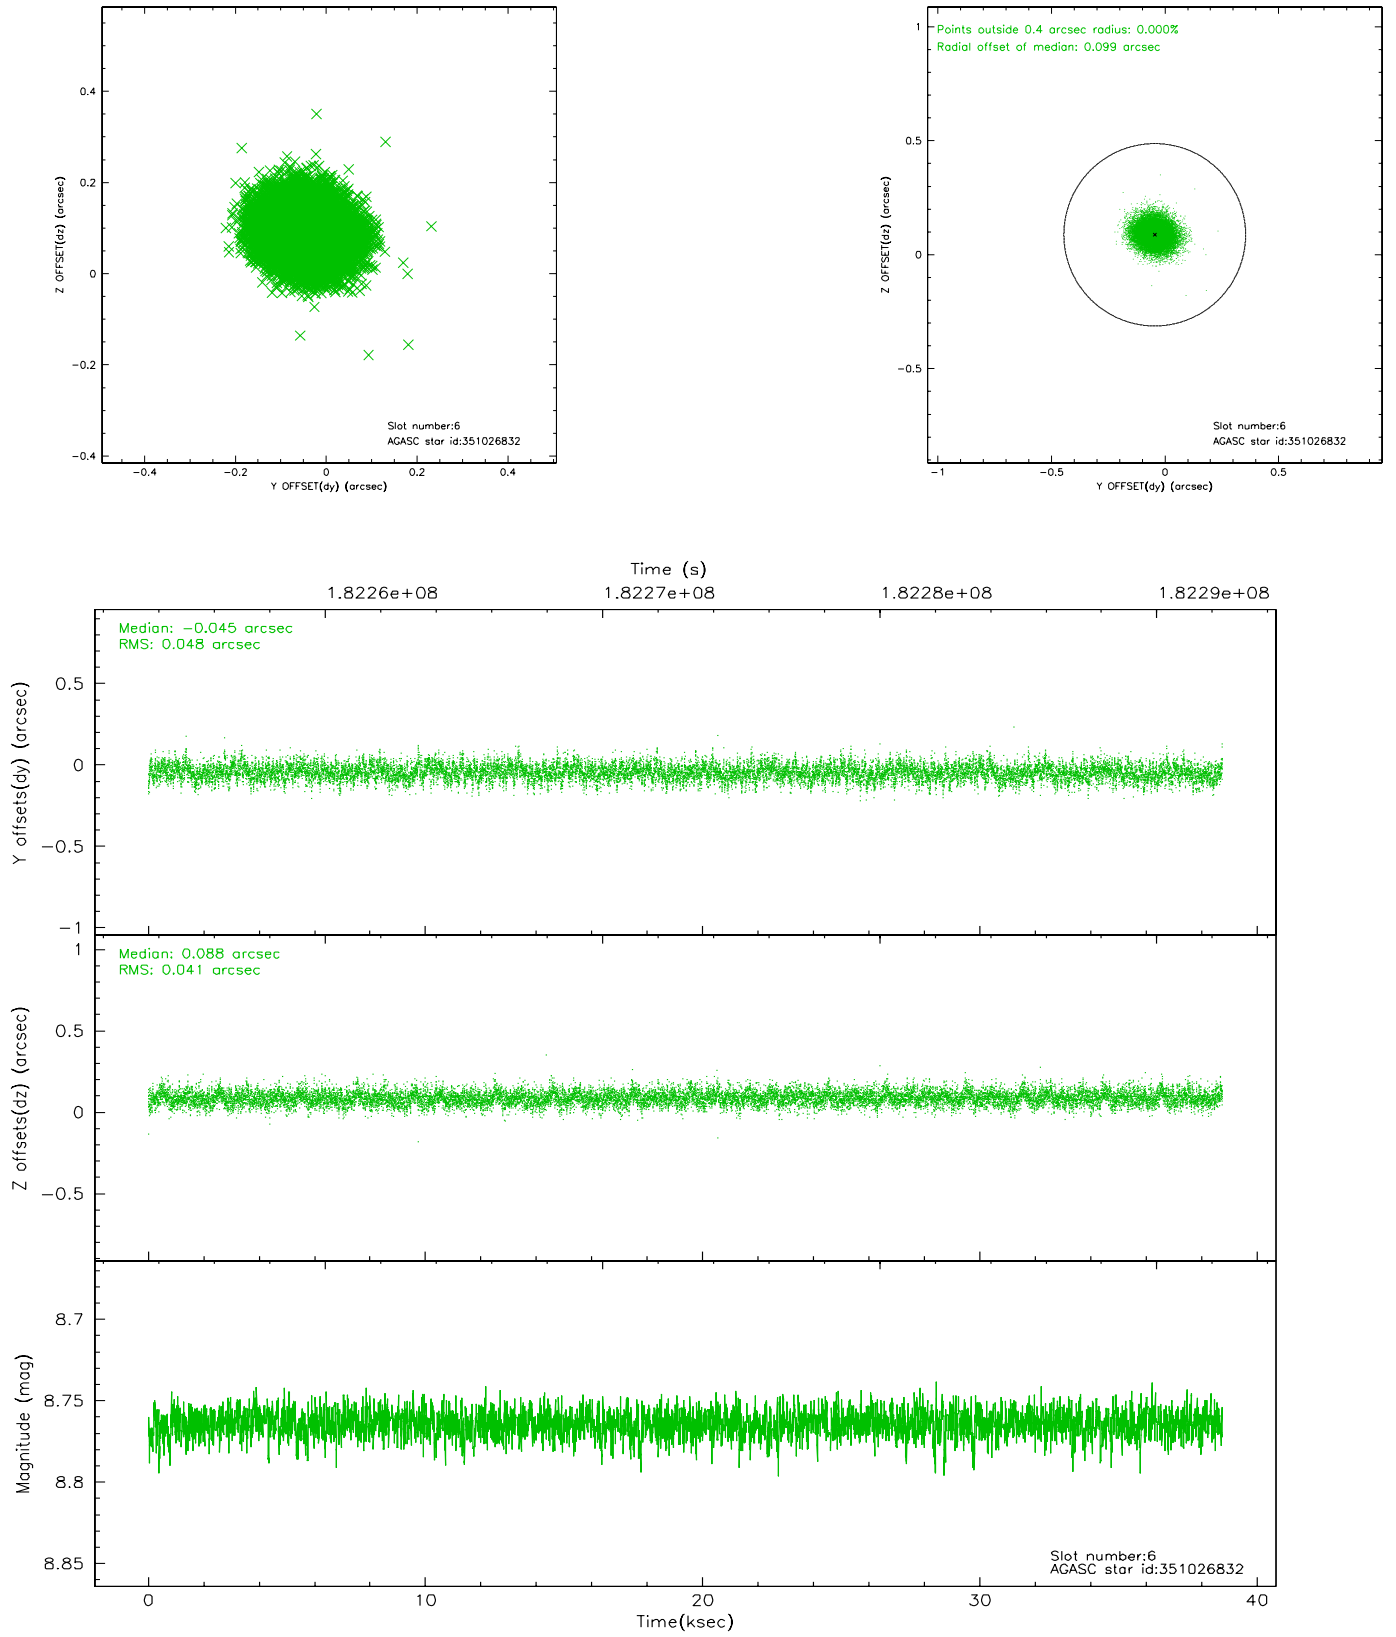 0.4
0.2
0
−0.2
−0.4
Z OFFSET(dz) (arcsec)
Slot number:6
AGASC star id:351026832
−0.4 −0.2 0 0.2 0.4
Y OFFSET(dy) (arcsec)
Points outside 0.4 arcsec radius: 0.000%
Radial offset of median: 0.099 arcsec
1
0.5
0
−0.5
Z OFFSET(dz) (arcsec)
Slot number:6
AGASC star id:351026832
−1 −0.5 0 0.5
Y OFFSET(dy) (arcsec)
Time (s)
1.8226e+08 1.8227e+08 1.8228e+08 1.8229e+08
Median: −0.045 arcsec
RMS: 0.048 arcsec
0.5
0
−0.5
−1
Y offsets(dy) (arcsec)
Median: 0.088 arcsec
RMS: 0.041 arcsec
1
0.5
0
−0.5
Z offsets(dz) (arcsec)
8.7
8.75
8.8
8.85
Magnitude (mag)
Slot number:6
AGASC star id:351026832
0 10 20 30 40
Time(ksec)